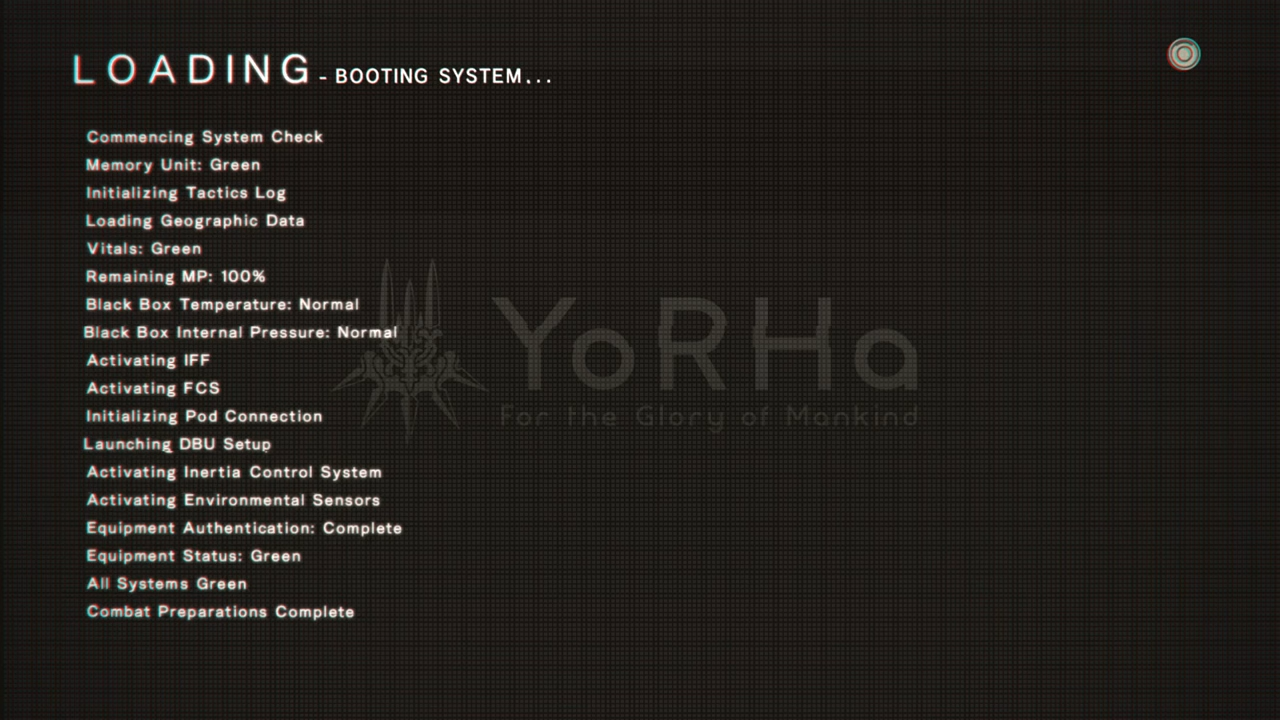 LOADING - BOOTING SYSTEM...
Commencing System Check
Memory Unit: Green
Initializing Tactics Log
Loading Geographic Data
Vitals: Green
Remaining MP: 100%
Black Box Temperature: Normal
Black Box Internal Pressure: Normal
Activating IFF
Activating FCS
Initializing Pod Connection
Launching DBU Setup
Activating Inertia Control System
Activating Environmental Sensors
Equipment Authentication: Complete
Equipment Status: Green
All Systems Green
Combat Preparations Complete
YoRHa
For the Glory of Mankind